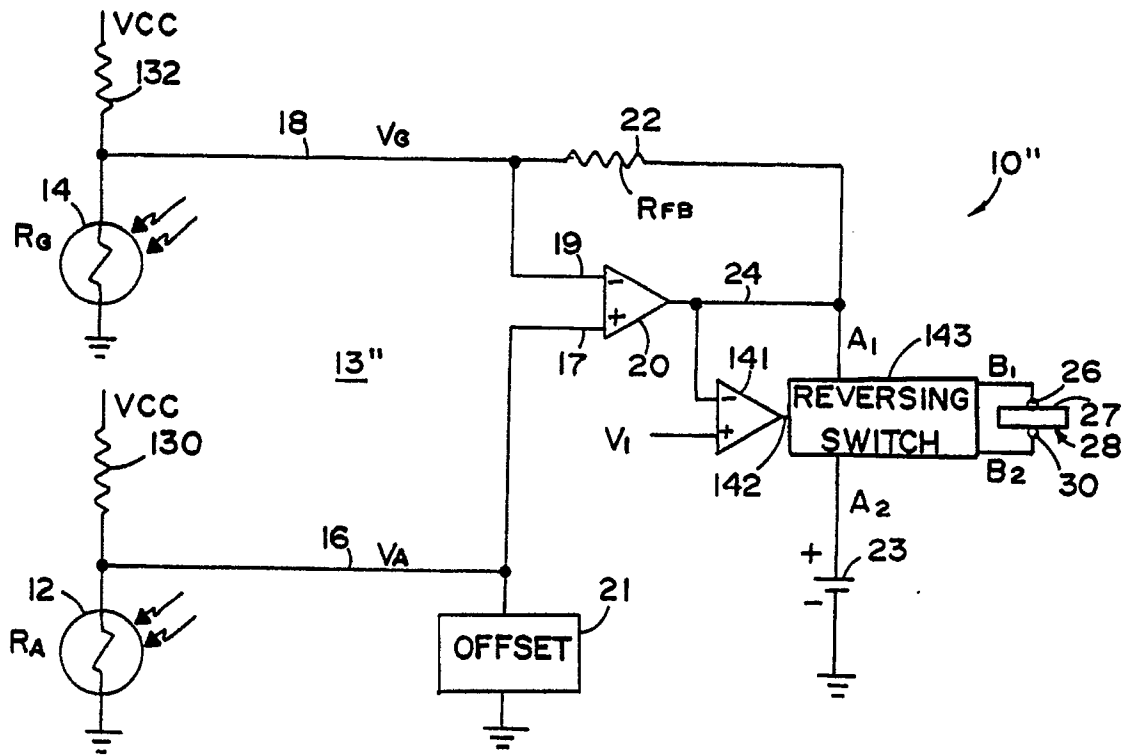 VCC
132
18
VG
22
10"
14
RG
RFB
19
24
-
+
17
20
A1
143
13"
141
B1
26
VCC
REVERSING
SWITCH
27
130
V1
-
+
28
142
B2
30
A2
16
VA
+
23
-
12
21
RA
OFFSET